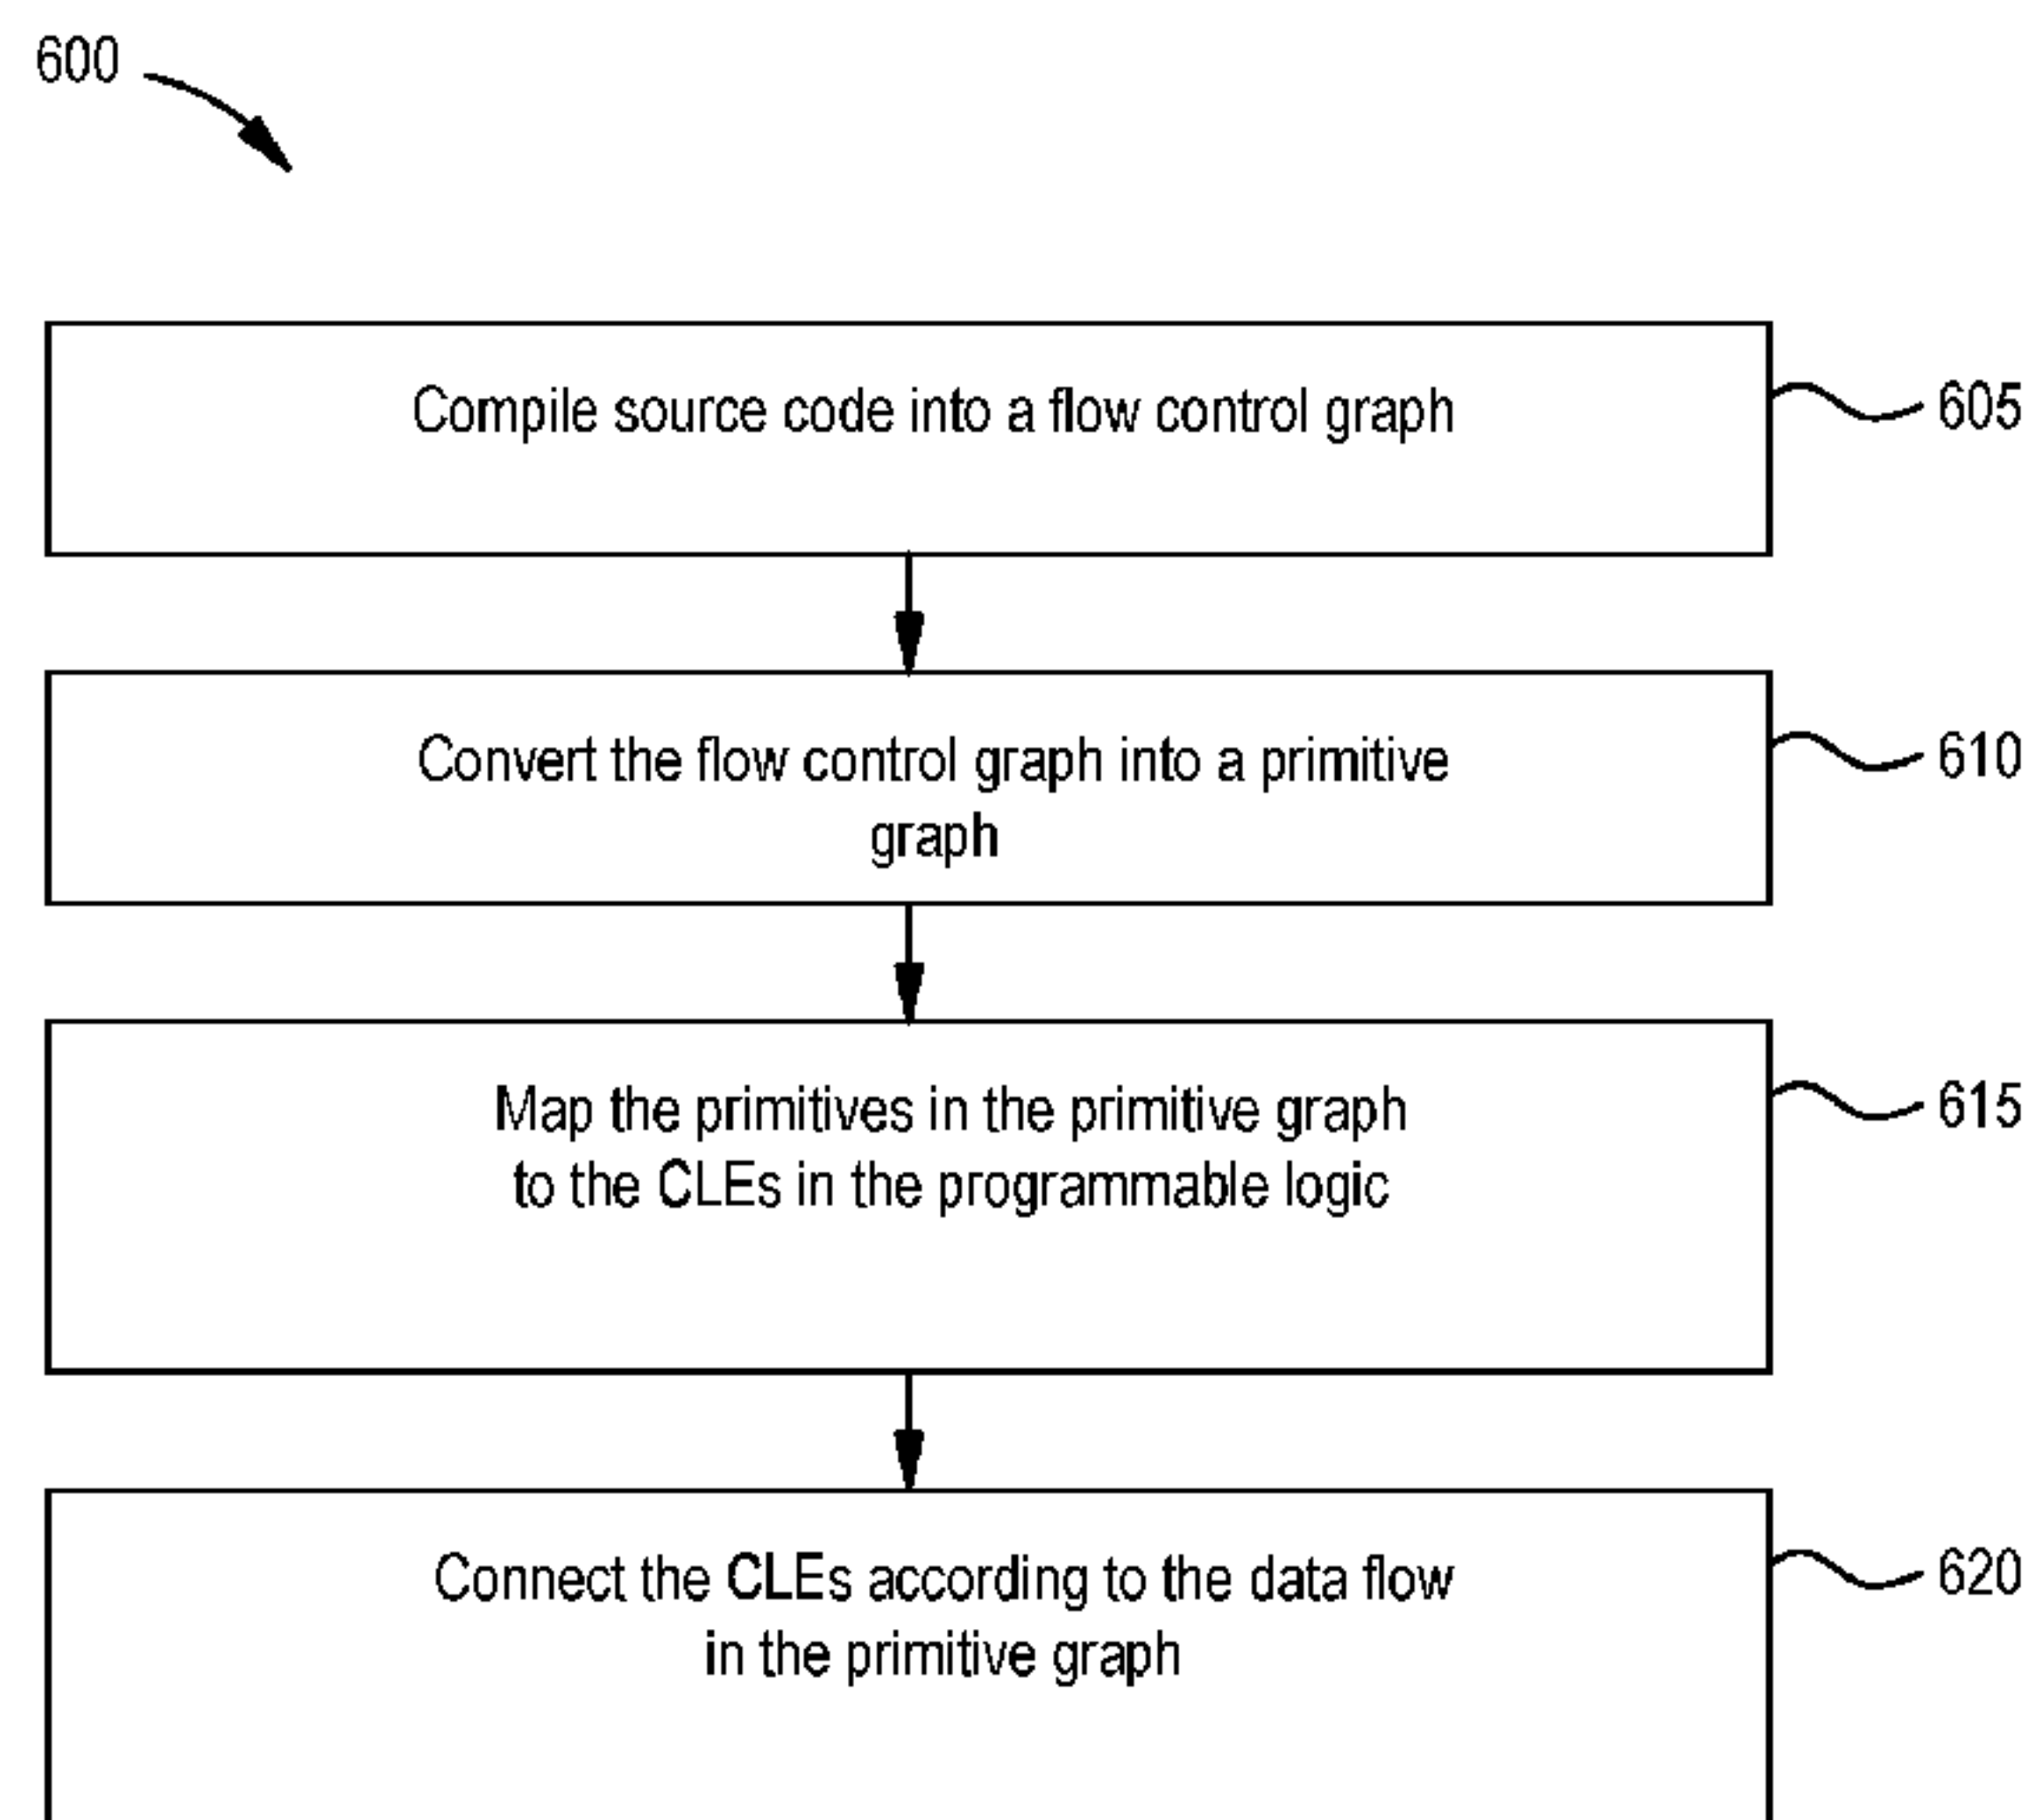 600
Compile source code into a flow control graph
605
Convert the flow control graph into a primitive
graph
610
Map the primitives in the primitive graph
to the CLEs in the programmable logic
615
Connect the CLEs according to the data flow
in the primitive graph
620